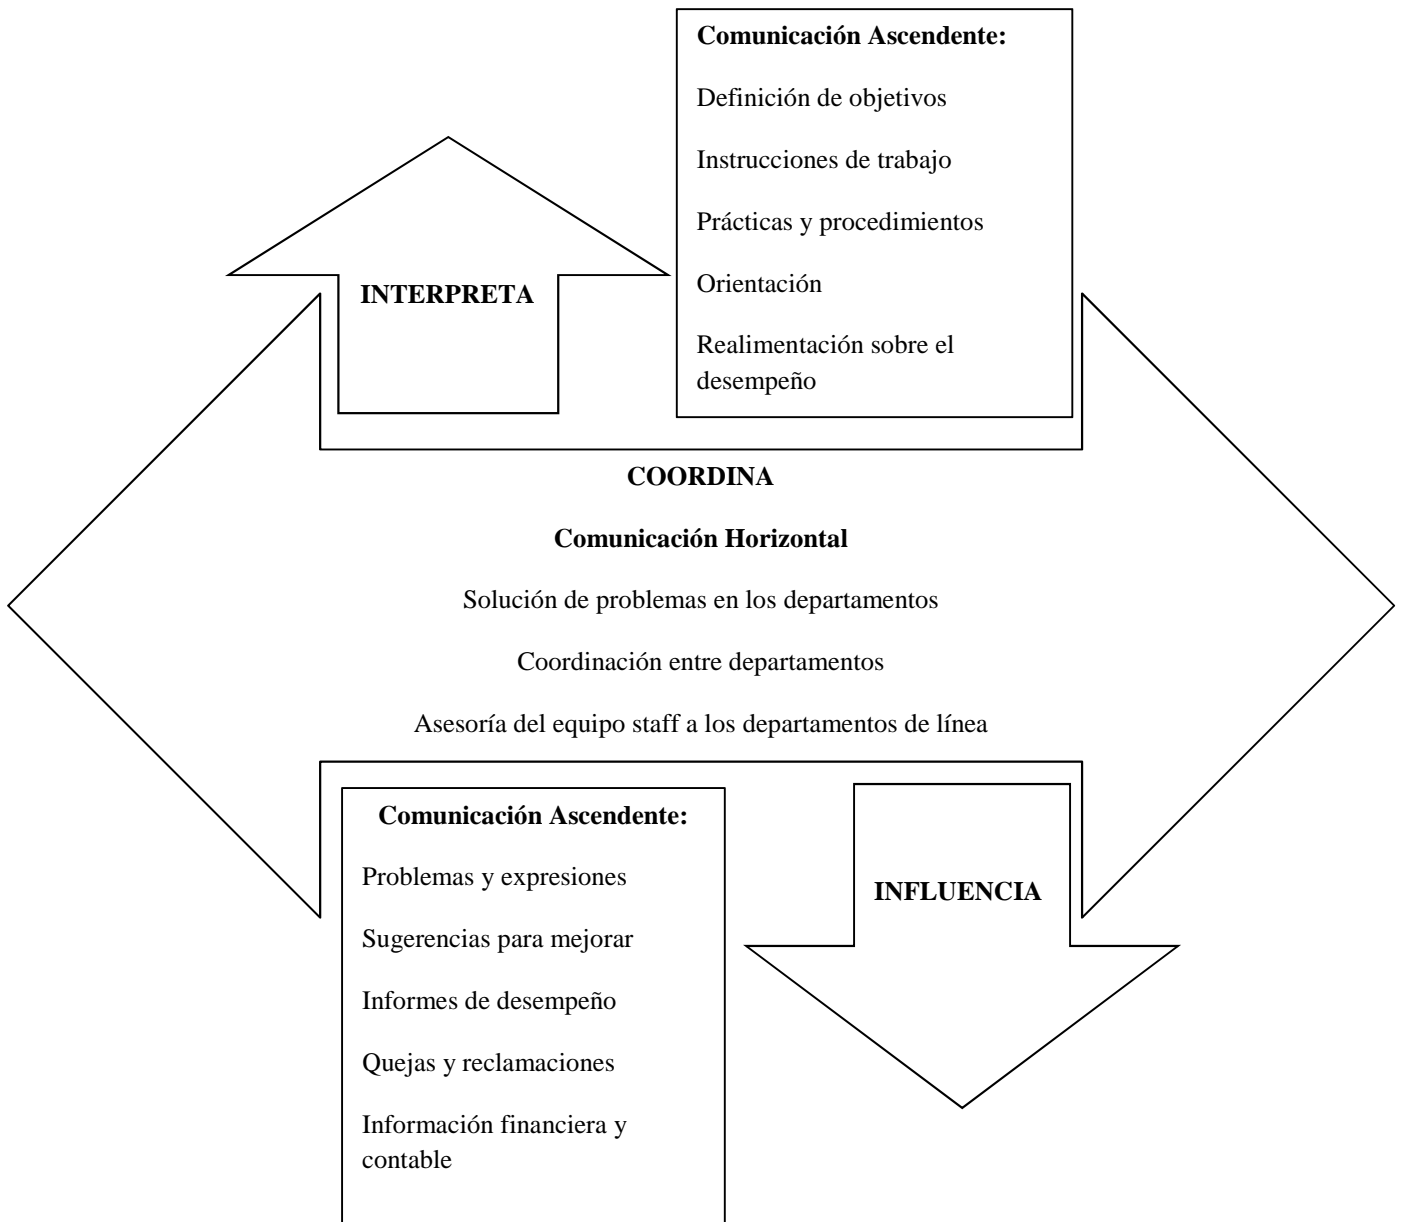 Comunicación Ascendente:
Definición de objetivos
Instrucciones de trabajo
Prácticas y procedimientos
Orientación
Realimentación sobre el
desempeño
INTERPRETA
COORDINA
Comunicación Horizontal
Solución de problemas en los departamentos
Coordinación entre departamentos
Asesoría del equipo staff a los departamentos de línea
Comunicación Ascendente:
Problemas y expresiones
Sugerencias para mejorar
Informes de desempeño
Quejas y reclamaciones
Información financiera y
contable
INFLUENCIA